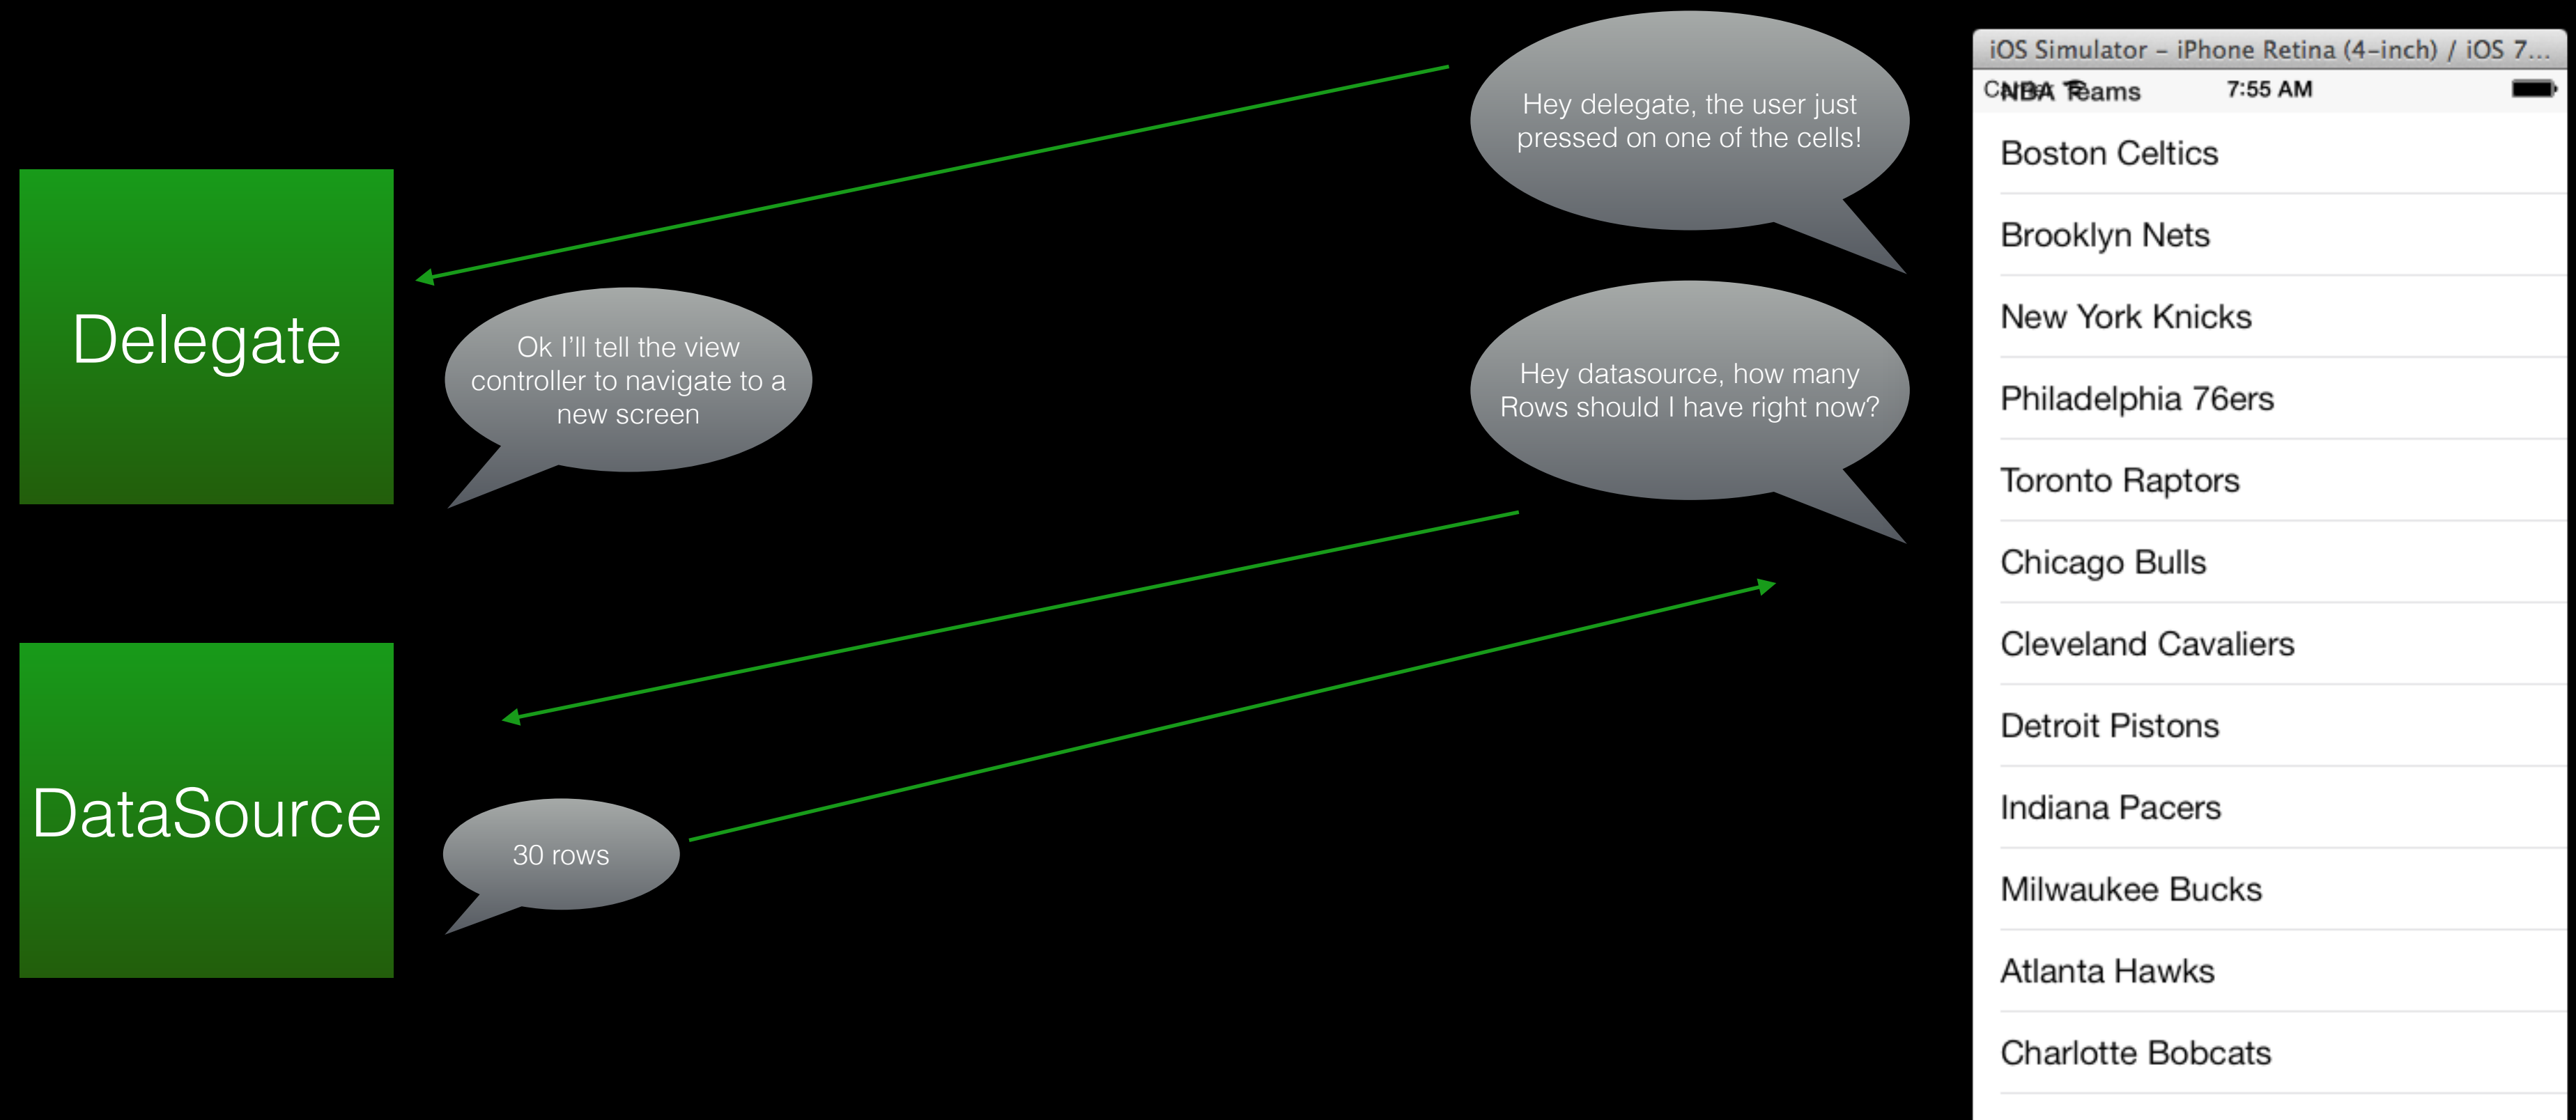 Delegate
DataSource
Hey delegate, the user just
pressed on one of the cells!
Ok I'll tell the view
controller to navigate to a
new screen
Hey datasource, how many
Rows should I have right now?
30 rows
iOS Simulator – iPhone Retina (4-inch) / iOS 7...
NBA Teams
7:55 AM
Boston Celtics
Brooklyn Nets
New York Knicks
Philadelphia 76ers
Toronto Raptors
Chicago Bulls
Cleveland Cavaliers
Detroit Pistons
Indiana Pacers
Milwaukee Bucks
Atlanta Hawks
Charlotte Bobcats